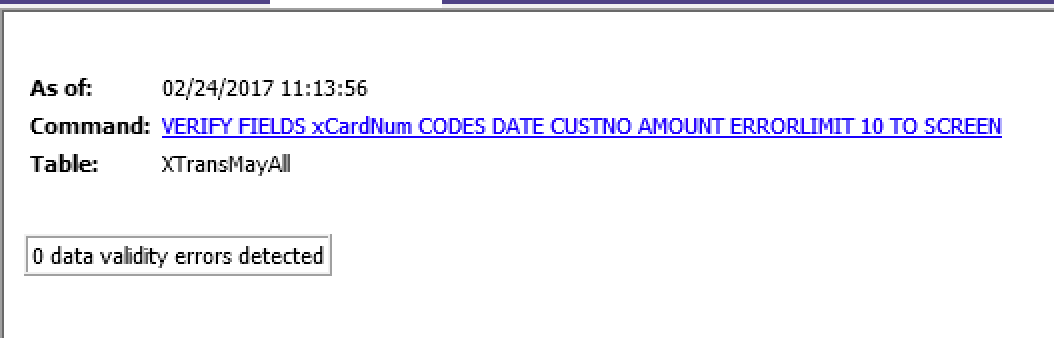 As of: 02/24/2017 11:13:56
Command: VERIFY FIELDS xCardNum CODES DATE CUSTNO AMOUNT ERRORLIMIT 10 TO SCREEN
Table: XTransMayAll
0 data validity errors detected